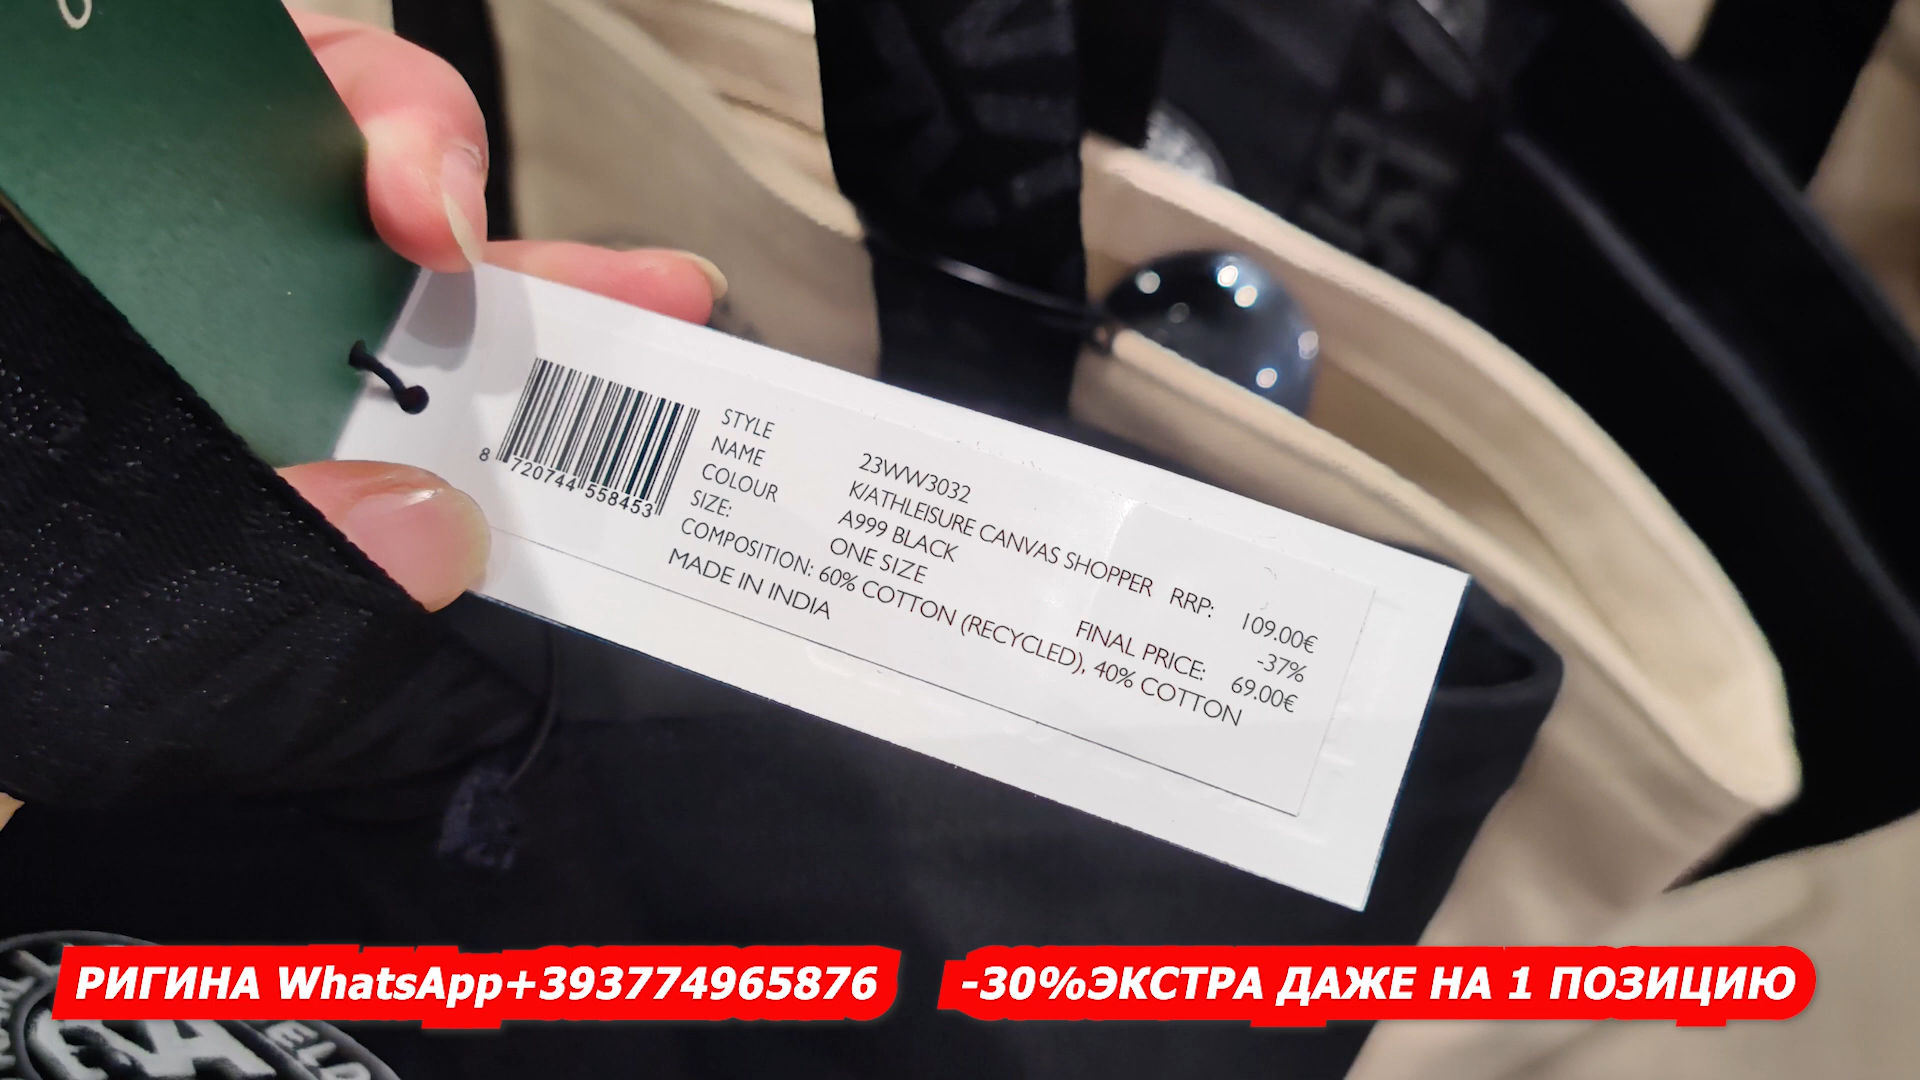 STYLE 23WW3032
NAME K/ATHLEISURE CANVAS SHOPPER RRP: 109.00€
COLOUR A999 BLACK -37%
SIZE: ONE SIZE FINAL PRICE: 69.00€
COMPOSITION: 60% COTTON (RECYCLED), 40% COTTON
MADE IN INDIA
8 720744 558453
РИГИНА WhatsApp+393774965876
-30%ЭКСТРА ДАЖЕ НА 1 ПОЗИЦИЮ